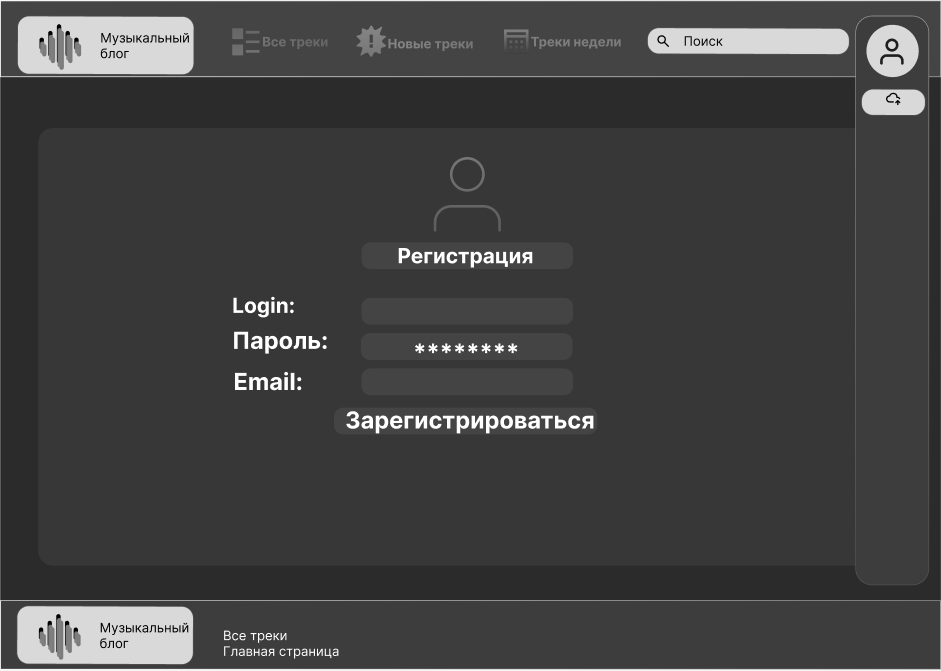 Музыкальный
блог
Все треки
Новые треки
Треки недели
Поиск
Регистрация
Login:
Пароль:
********
Email:
Зарегистрироваться
Музыкальный
блог
Все треки
Главная страница